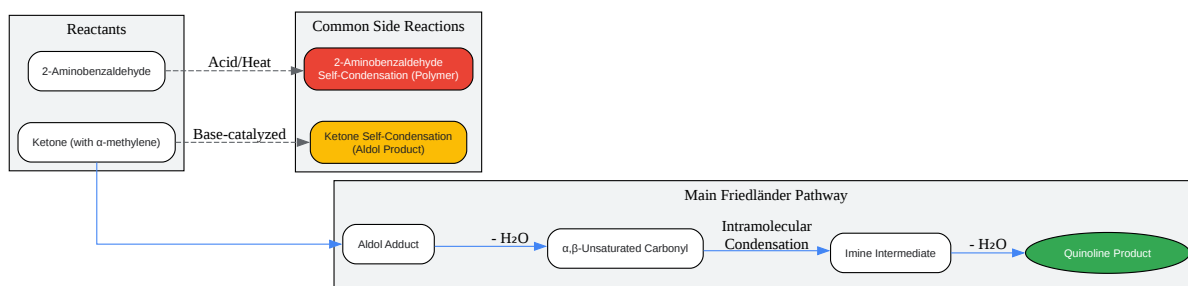 Reactants
2-Aminobenzaldehyde
Ketone (with α-methylene)
Acid/Heat
Base-catalyzed
Common Side Reactions
2-Aminobenzaldehyde
Self-Condensation (Polymer)
Ketone Self-Condensation
(Aldol Product)
Main Friedländer Pathway
Aldol Adduct
- H₂O
α,β-Unsaturated Carbonyl
Intramolecular
Condensation
Imine Intermediate
- H₂O
Quinoline Product